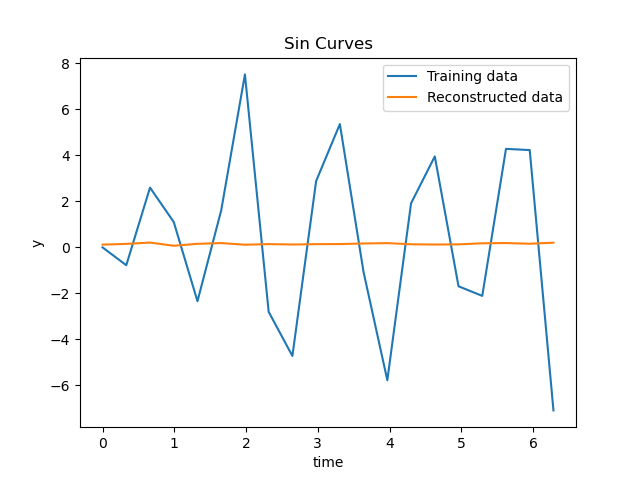 Sin Curves
Training data
Reconstructed data
8
6
4
2
0
−2
−4
−6
y
0 1 2 3 4 5 6
time